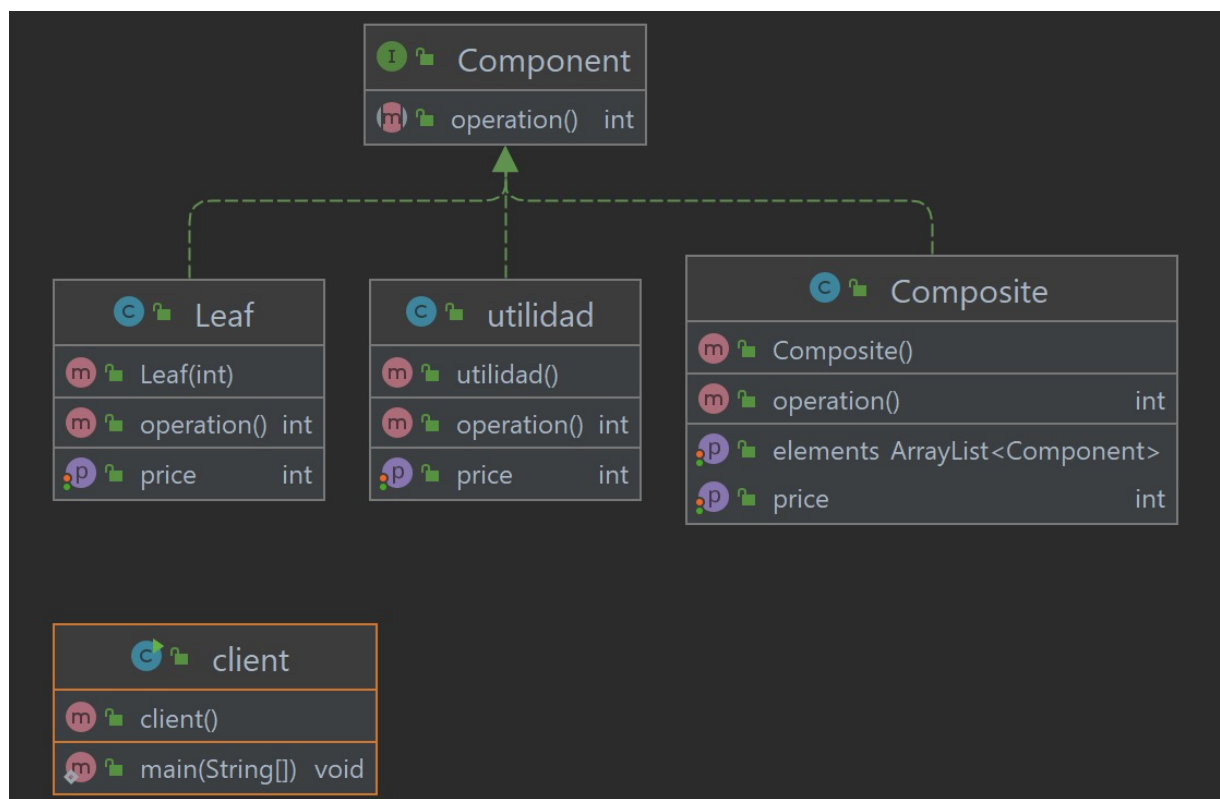 I Component
m operation() int
C Leaf
m Leaf(int)
m operation() int
p price int
C utilidad
m utilidad()
m operation() int
p price int
C Composite
m Composite()
m operation() int
p elements ArrayList<Component>
p price int
C client
m client()
m main(String[]) void